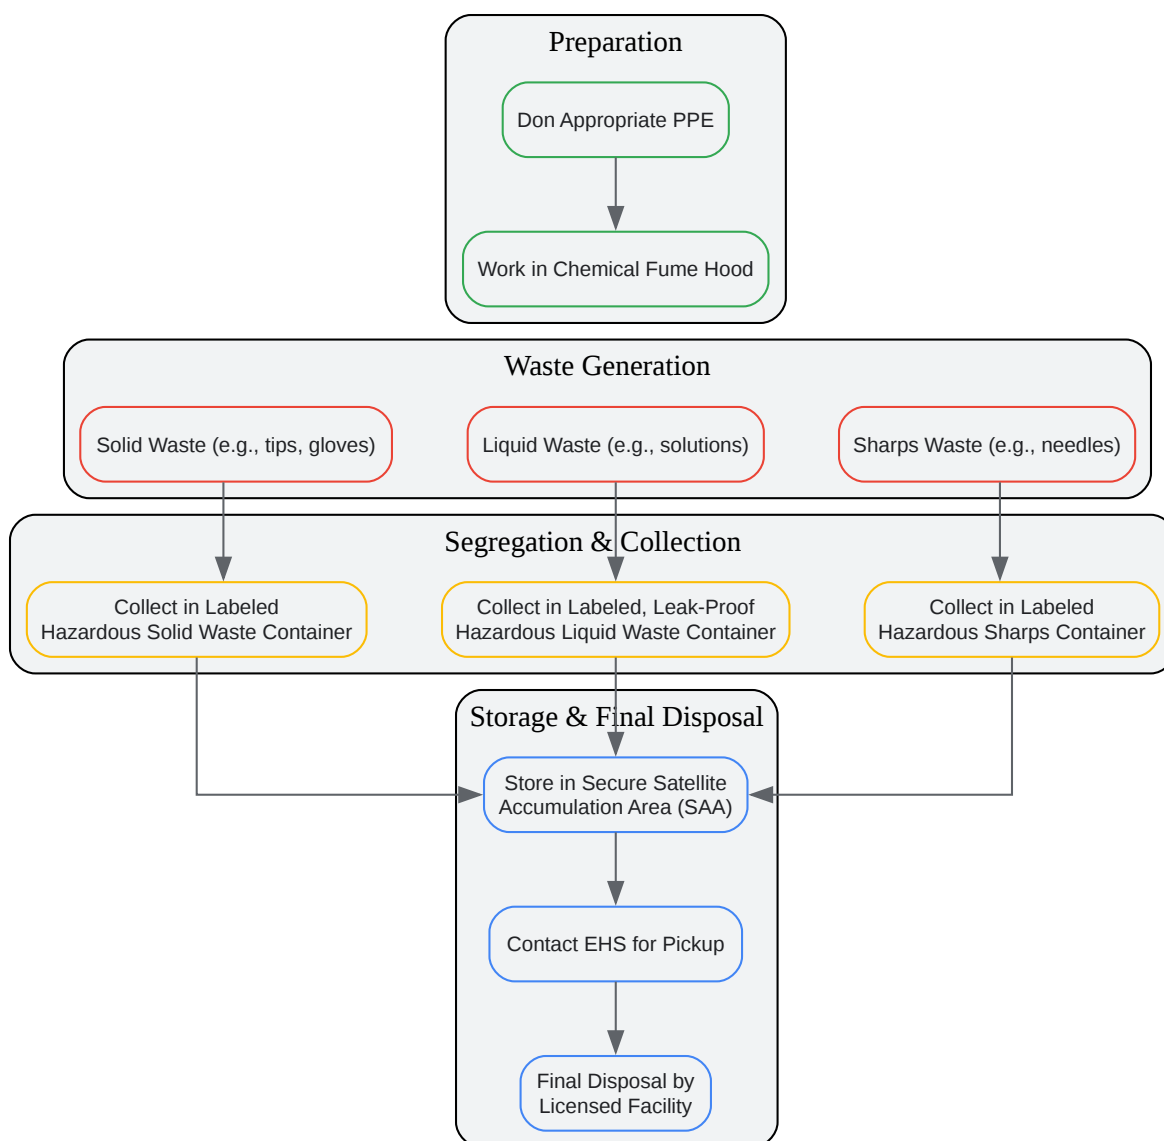 Preparation
Don Appropriate PPE
Work in Chemical Fume Hood
Waste Generation
Solid Waste (e.g., tips, gloves)
Liquid Waste (e.g., solutions)
Sharps Waste (e.g., needles)
Segregation & Collection
Collect in Labeled
Hazardous Solid Waste Container
Collect in Labeled, Leak-Proof
Hazardous Liquid Waste Container
Collect in Labeled
Hazardous Sharps Container
Storage & Final Disposal
Store in Secure Satellite
Accumulation Area (SAA)
Contact EHS for Pickup
Final Disposal by
Licensed Facility